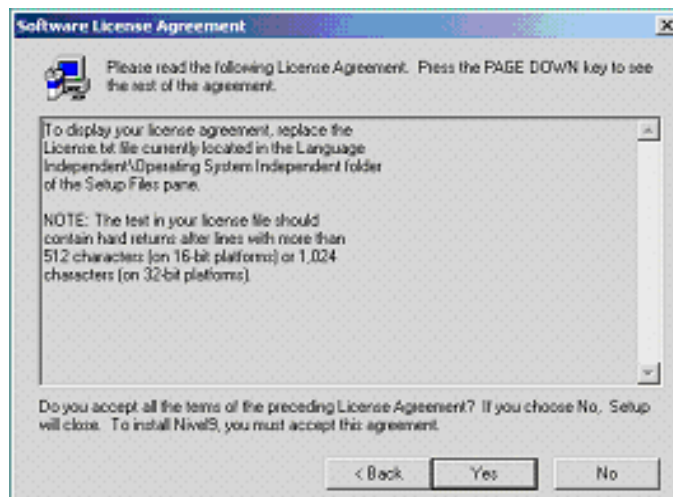 Software License Agreement
Please read the following License Agreement. Press the PAGE DOWN key to see
the rest of the agreement.
To display your license agreement, replace the
License.txt file currently located in the Language
Independent\Operating System Independent folder
of the Setup Files pane.
NOTE: The text in your license file should
contain hard returns after lines with more than
512 characters (on 16-bit platforms) or 1,024
characters (on 32-bit platforms).
Do you accept all the terms of the preceding License Agreement? If you choose No, Setup
will close. To install Nivel9, you must accept this agreement.
< Back
Yes
No